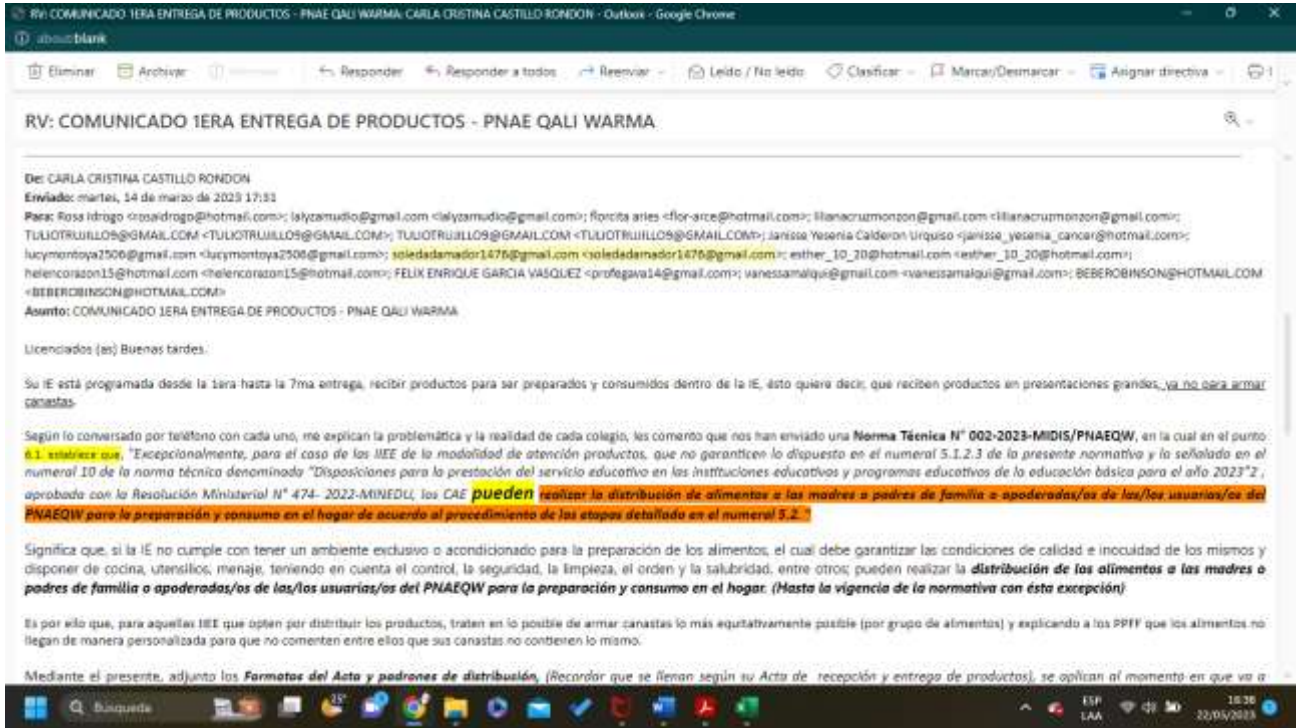 RV: COMUNICADO 1ERA ENTREGA DE PRODUCTOS - PNAE QALI WARMA: CARLA CRISTINA CASTILLO RONDON - Outlook - Google Chrome
about:blank
Eliminar Archivar Responder Responder a todos Reenviar Leído / No leído Clasificar Marcar/Desmarcar Asignar directiva
RV: COMUNICADO 1ERA ENTREGA DE PRODUCTOS - PNAE QALI WARMA
De: CARLA CRISTINA CASTILLO RONDON
Enviado: martes, 14 de marzo de 2023 17:31
Para: Rosa Idrogo <rosaidrogo@hotmail.com>; lalyzamudio@gmail.com <lalyzamudio@gmail.com>; florcita aries <flor-arce@hotmail.com>; lilianacruzmonzon@gmail.com <lilianacruzmonzon@gmail.com>;
TULIOTRUJILLO9@GMAIL.COM <TULIOTRUJILLO9@GMAIL.COM>; TULIOTRUJILLO9@GMAIL.COM <TULIOTRUJILLO9@GMAIL.COM>; Janisse Yesenia Calderon Urquiso <janisse_yesenia_cancer@hotmail.com>;
lucymontoya2506@gmail.com <lucymontoya2506@gmail.com>; soledadamador1476@gmail.com <soledadamador1476@gmail.com>; esther_10_20@hotmail.com <esther_10_20@hotmail.com>;
helencorazon15@hotmail.com <helencorazon15@hotmail.com>; FELIX ENRIQUE GARCIA VASQUEZ <profegava14@gmail.com>; vanessamalqui@gmail.com <vanessamalqui@gmail.com>; BEBEROBINSON@HOTMAIL.COM
<BEBEROBINSON@HOTMAIL.COM>
Asunto: COMUNICADO 1ERA ENTREGA DE PRODUCTOS - PNAE QALI WARMA
Licenciados (as) Buenas tardes.
Su IE está programada desde la 1era hasta la 7ma entrega, recibir productos para ser preparados y consumidos dentro de la IE, ésto quiere decir, que reciben productos en presentaciones grandes, ya no para armar
canastas.
Según lo conversado por teléfono con cada uno, me explican la problemática y la realidad de cada colegio, les comento que nos han enviado una Norma Técnica N° 002-2023-MIDIS/PNAEQW, en la cual en el punto
6.1. establece que, "Excepcionalmente, para el caso de las IIEE de la modalidad de atención productos, que no garanticen lo dispuesto en el numeral 5.1.2.3 de la presente normativa y lo señalado en el
numeral 10 de la norma técnica denominada "Disposiciones para la prestación del servicio educativo en las instituciones educativas y programas educativos de la educación básica para el año 2023"2 ,
aprobada con la Resolución Ministerial N° 474- 2022-MINEDU, los CAE pueden realizar la distribución de alimentos a las madres o padres de familia o apoderadas/os de las/los usuarias/os del
PNAEQW para la preparación y consumo en el hogar de acuerdo al procedimiento de las etapas detallado en el numeral 5.2. "
Significa que, si la IE no cumple con tener un ambiente exclusivo o acondicionado para la preparación de los alimentos, el cual debe garantizar las condiciones de calidad e inocuidad de los mismos y
disponer de cocina, utensilios, menaje, teniendo en cuenta el control, la seguridad, la limpieza, el orden y la salubridad, entre otros; pueden realizar la distribución de los alimentos a las madres o
padres de familia o apoderadas/os de las/los usuarias/os del PNAEQW para la preparación y consumo en el hogar. (Hasta la vigencia de la normativa con ésta excepción)
Es por ello que, para aquellas IIEE que opten por distribuir los productos, traten en lo posible de armar canastas lo más equitativamente posible (por grupo de alimentos) y explicando a los PPFF que los alimentos no
llegan de manera personalizada para que no comenten entre ellos que sus canastas no contienen lo mismo.
Mediante el presente, adjunto los Formatos del Acta y padrones de distribución, (Recordar que se llenan según su Acta de recepción y entrega de productos), se aplican al momento en que va a
Búsqueda 25° ESP 16:36
LAA 22/05/2023